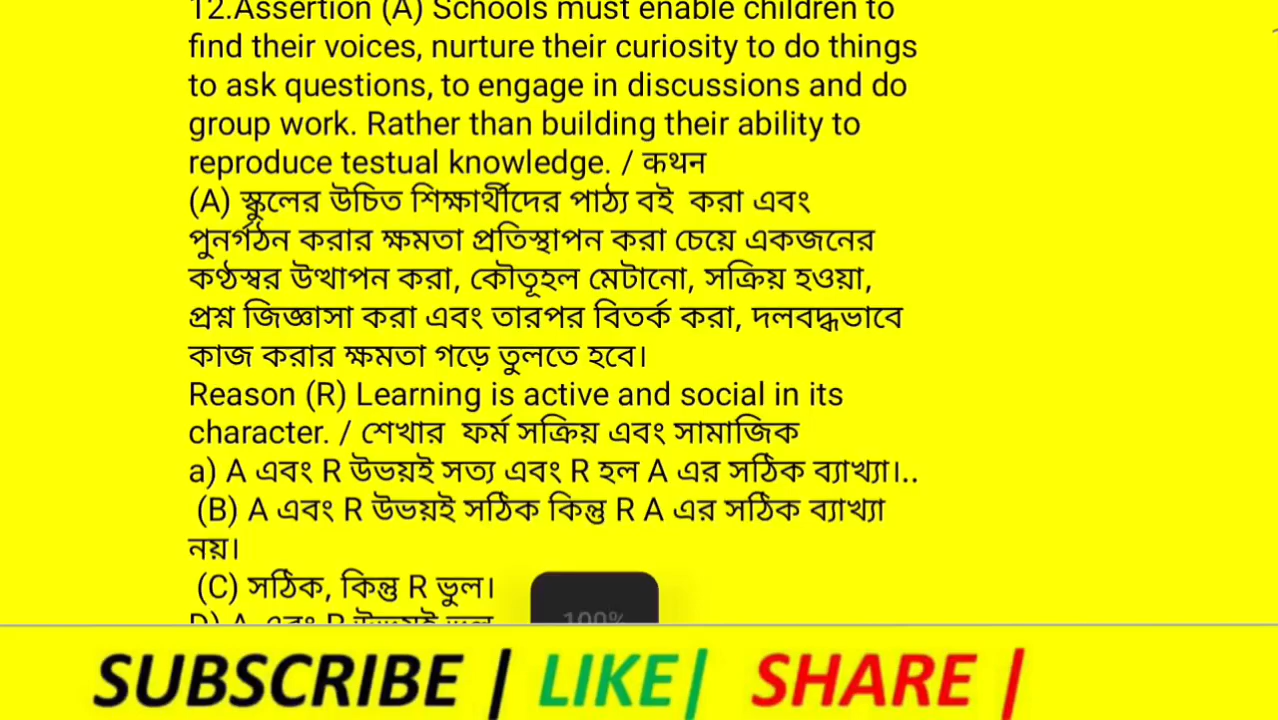 12.Assertion (A) Schools must enable children to
find their voices, nurture their curiosity to do things
to ask questions, to engage in discussions and do
group work. Rather than building their ability to
reproduce testual knowledge. / কথন
(A) স্কুলের উচিত শিক্ষার্থীদের পাঠ্য বই করা এবং
পুনর্গঠন করার ক্ষমতা প্রতিস্থাপন করা চেয়ে একজনের
কণ্ঠস্বর উত্থাপন করা, কৌতূহল মেটানো, সক্রিয় হওয়া,
প্রশ্ন জিজ্ঞাসা করা এবং তারপর বিতর্ক করা, দলবদ্ধভাবে
কাজ করার ক্ষমতা গড়ে তুলতে হবে।
Reason (R) Learning is active and social in its
character. / শেখার ফর্ম সক্রিয় এবং সামাজিক
a) A এবং R উভয়ই সত্য এবং R হল A এর সঠিক ব্যাখ্যা।..
(B) A এবং R উভয়ই সঠিক কিন্তু R A এর সঠিক ব্যাখ্যা
নয়।
(C) সঠিক, কিন্তু R ভুল।
D) A এবং R উভয়ই ভুল
100%
SUBSCRIBE | LIKE| SHARE |